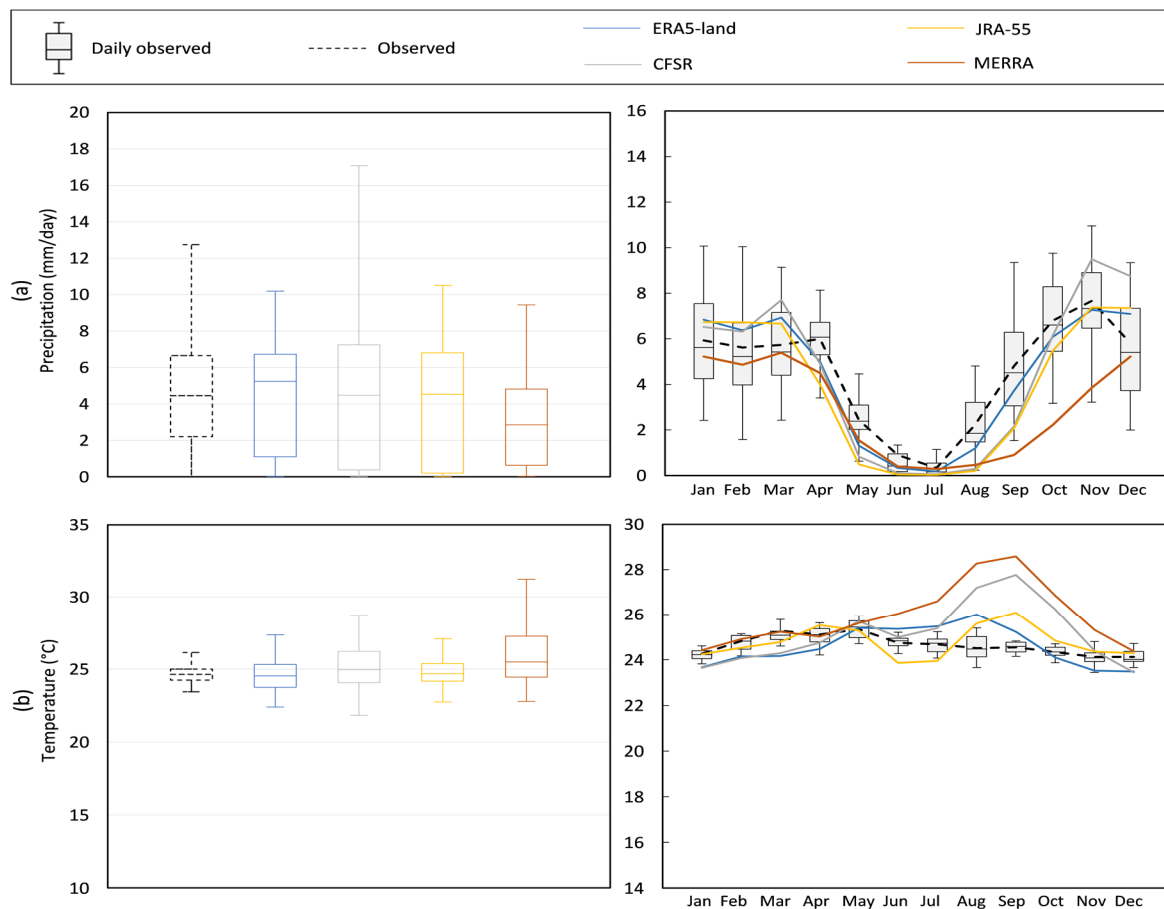 Daily observed
Observed
ERA5-land
JRA-55
CFSR
MERRA
(a)
Precipitation (mm/day)
20
18
16
14
12
10
8
6
4
2
0
16
14
12
10
8
6
4
2
0
Jan Feb Mar Apr May Jun Jul Aug Sep Oct Nov Dec
(b)
Temperature (°C)
35
30
25
20
15
10
30
28
26
24
22
20
18
16
14
Jan Feb Mar Apr May Jun Jul Aug Sep Oct Nov Dec